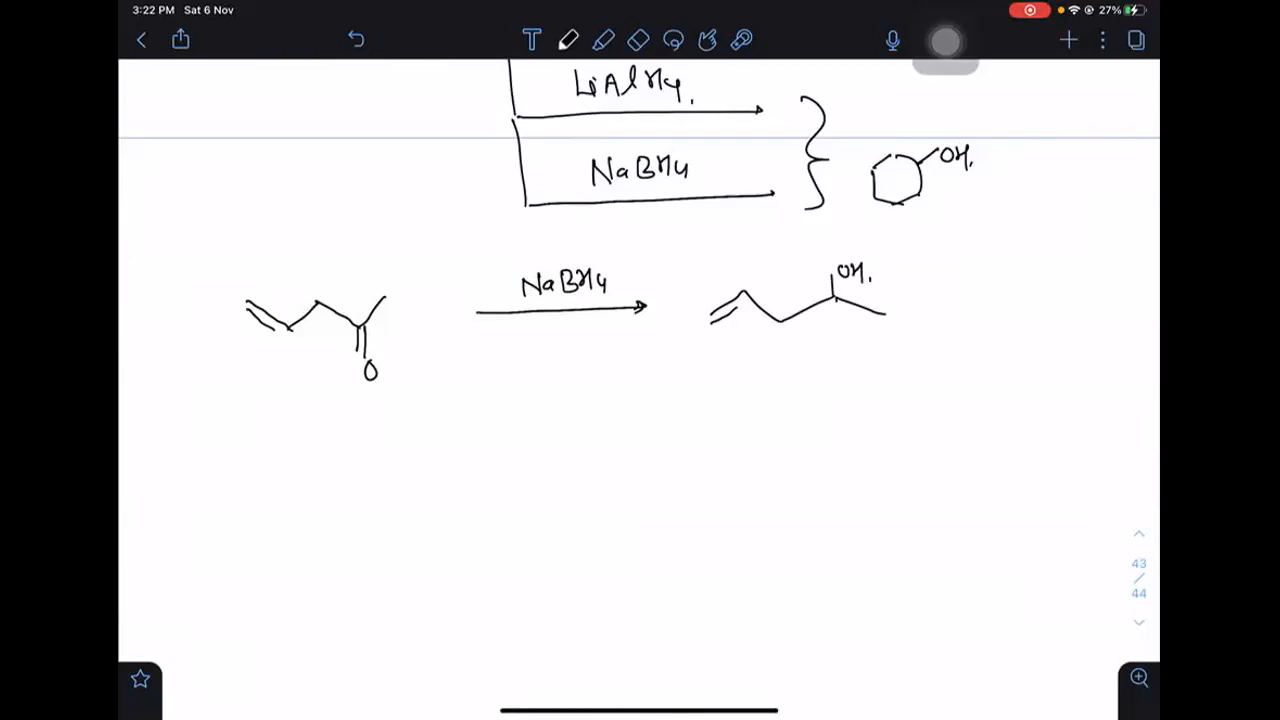 3:22 PM Sat 6 Nov
27%
T
LiAlH4.
NaBH4
OH.
NaBH4
OH.
O
43
/
44